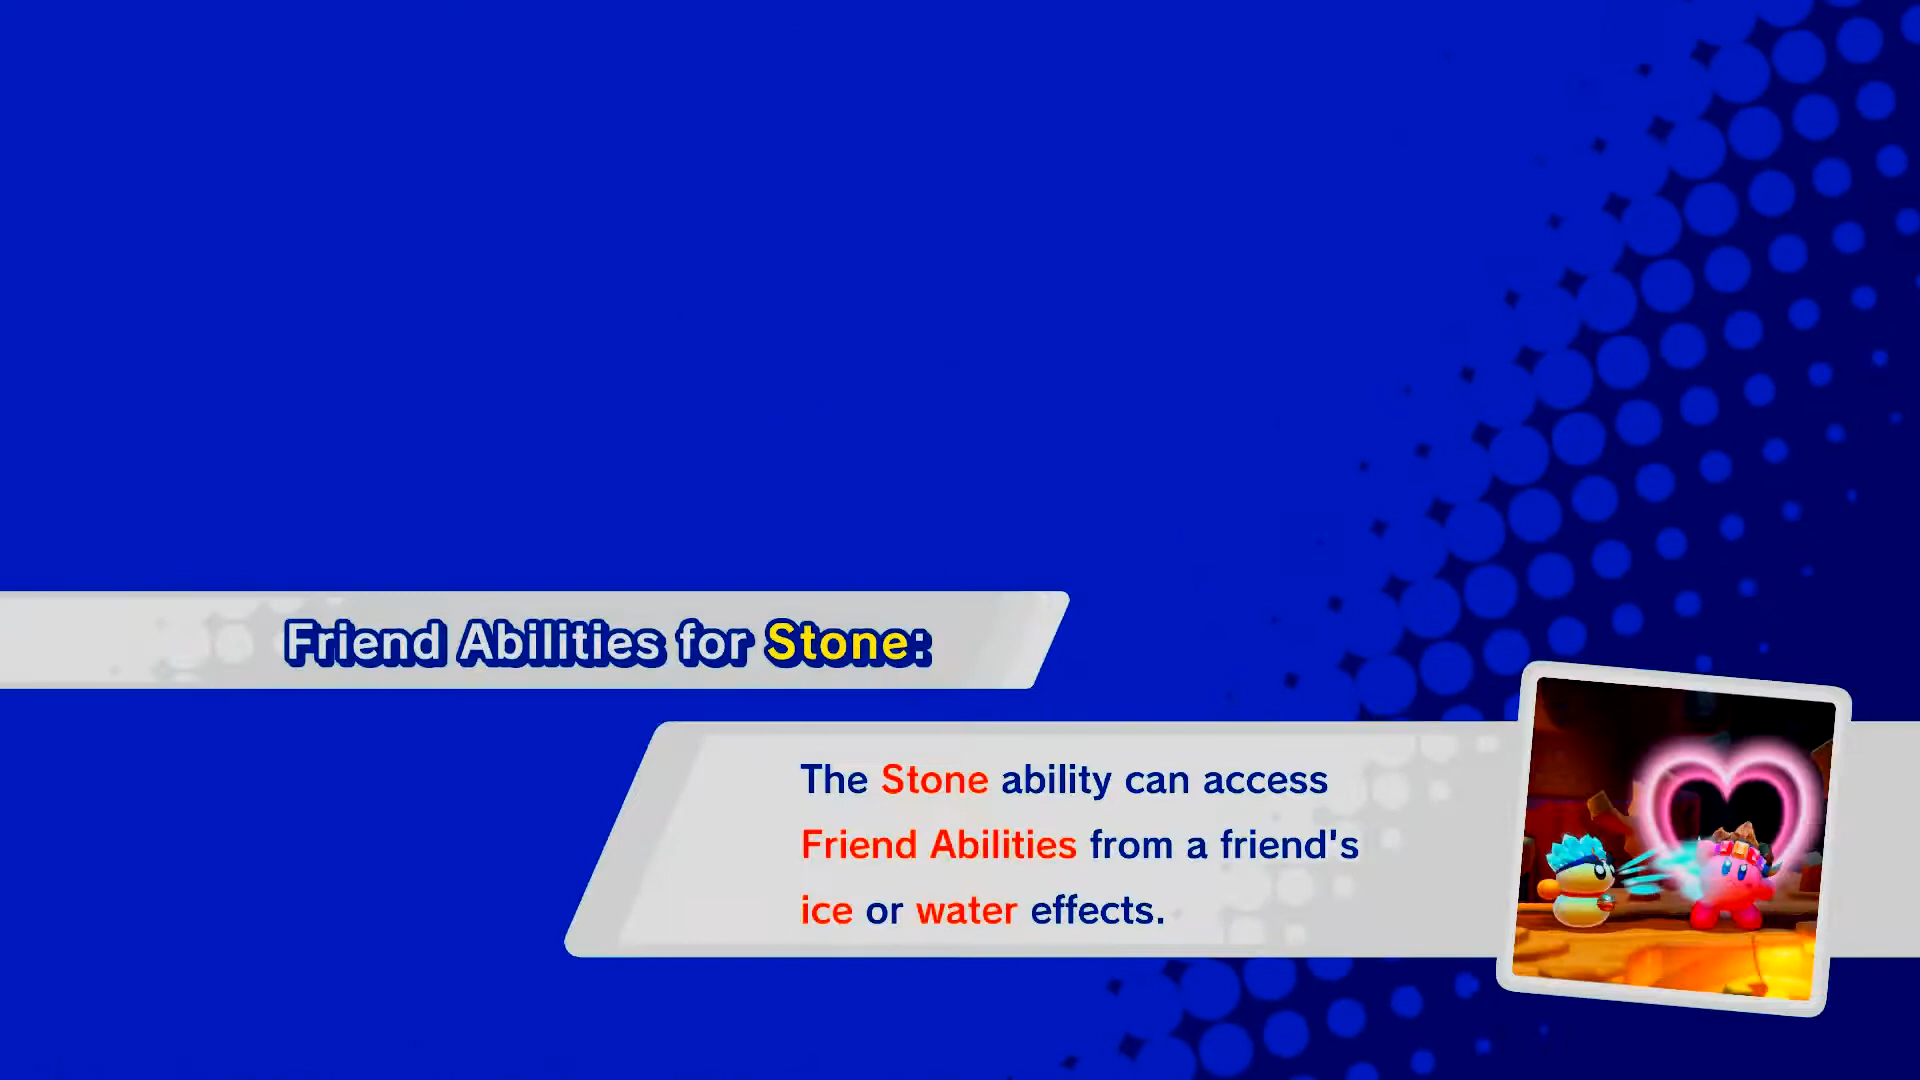 Friend Abilities for Stone:
The Stone ability can access
Friend Abilities from a friend's
ice or water effects.